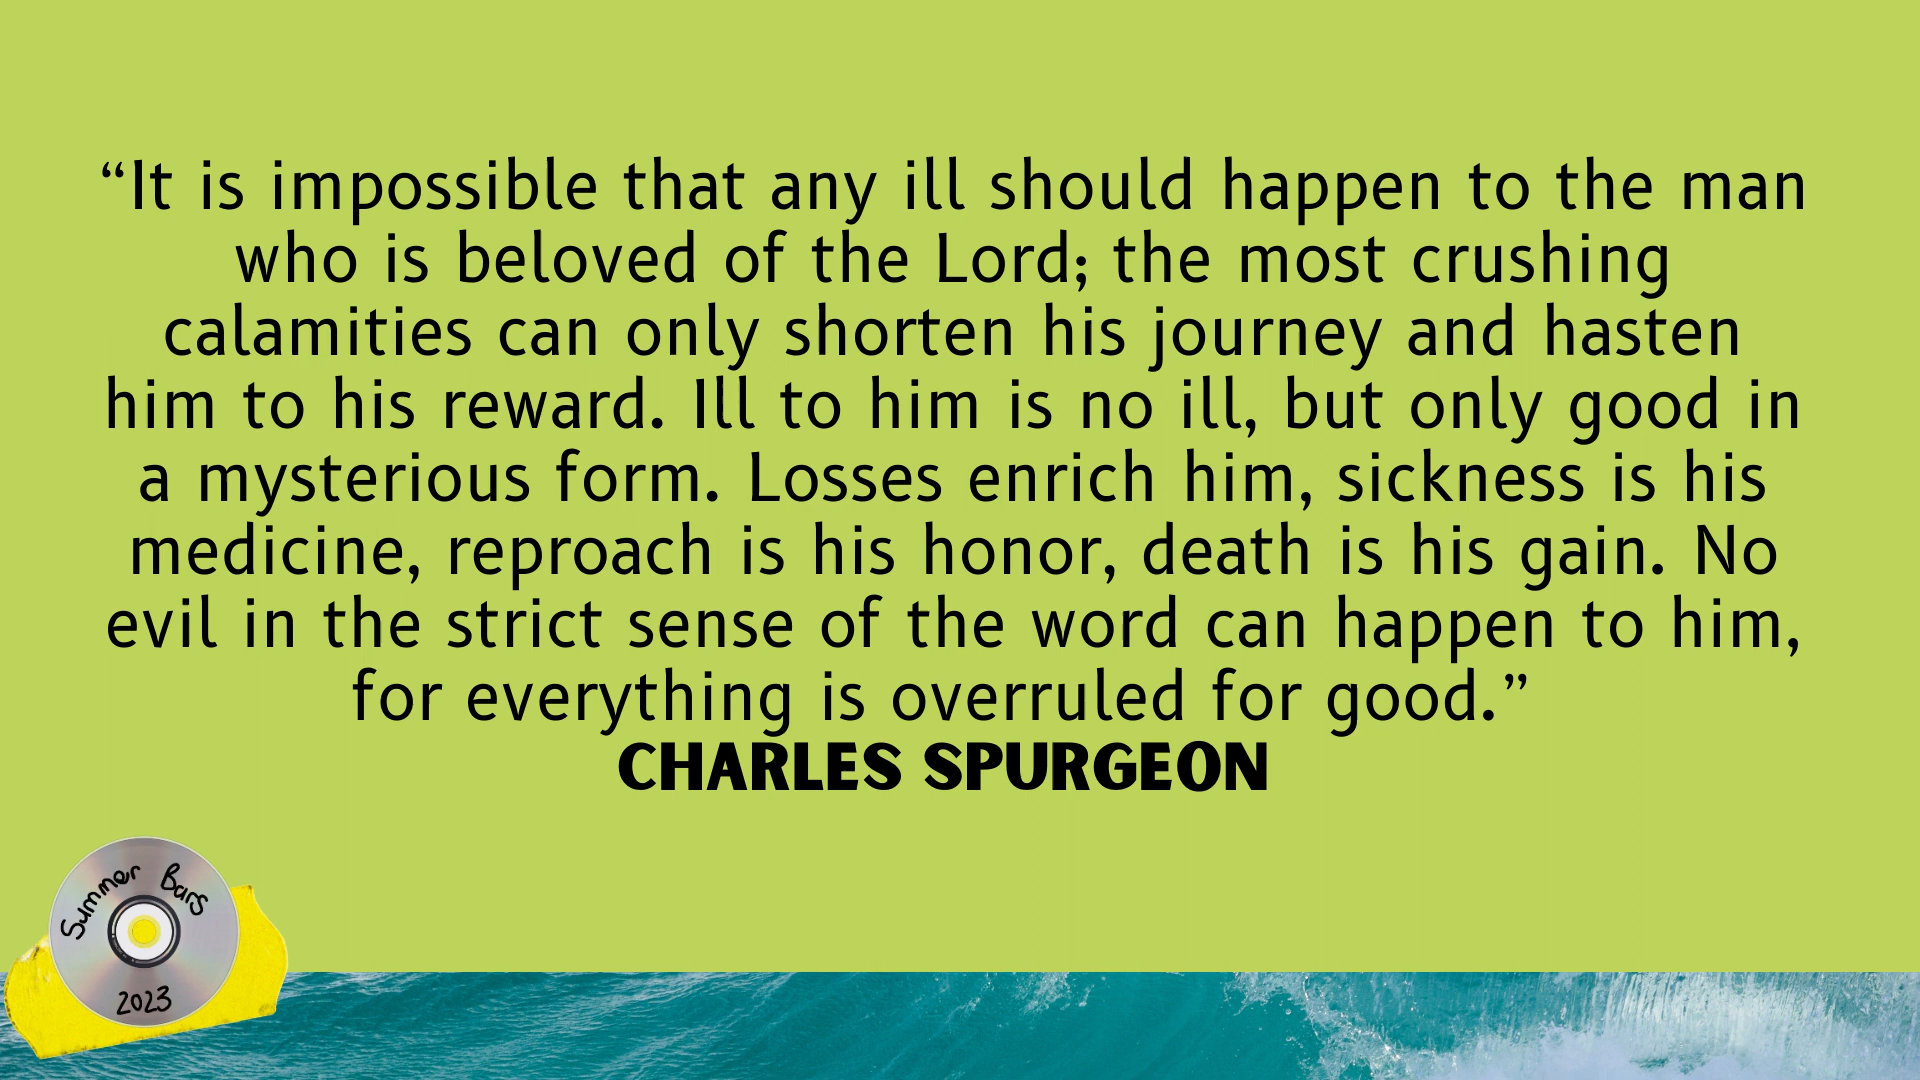 “It is impossible that any ill should happen to the man
who is beloved of the Lord; the most crushing
calamities can only shorten his journey and hasten
him to his reward. Ill to him is no ill, but only good in
a mysterious form. Losses enrich him, sickness is his
medicine, reproach is his honor, death is his gain. No
evil in the strict sense of the word can happen to him,
for everything is overruled for good.”
CHARLES SPURGEON
Summer Bars
2023